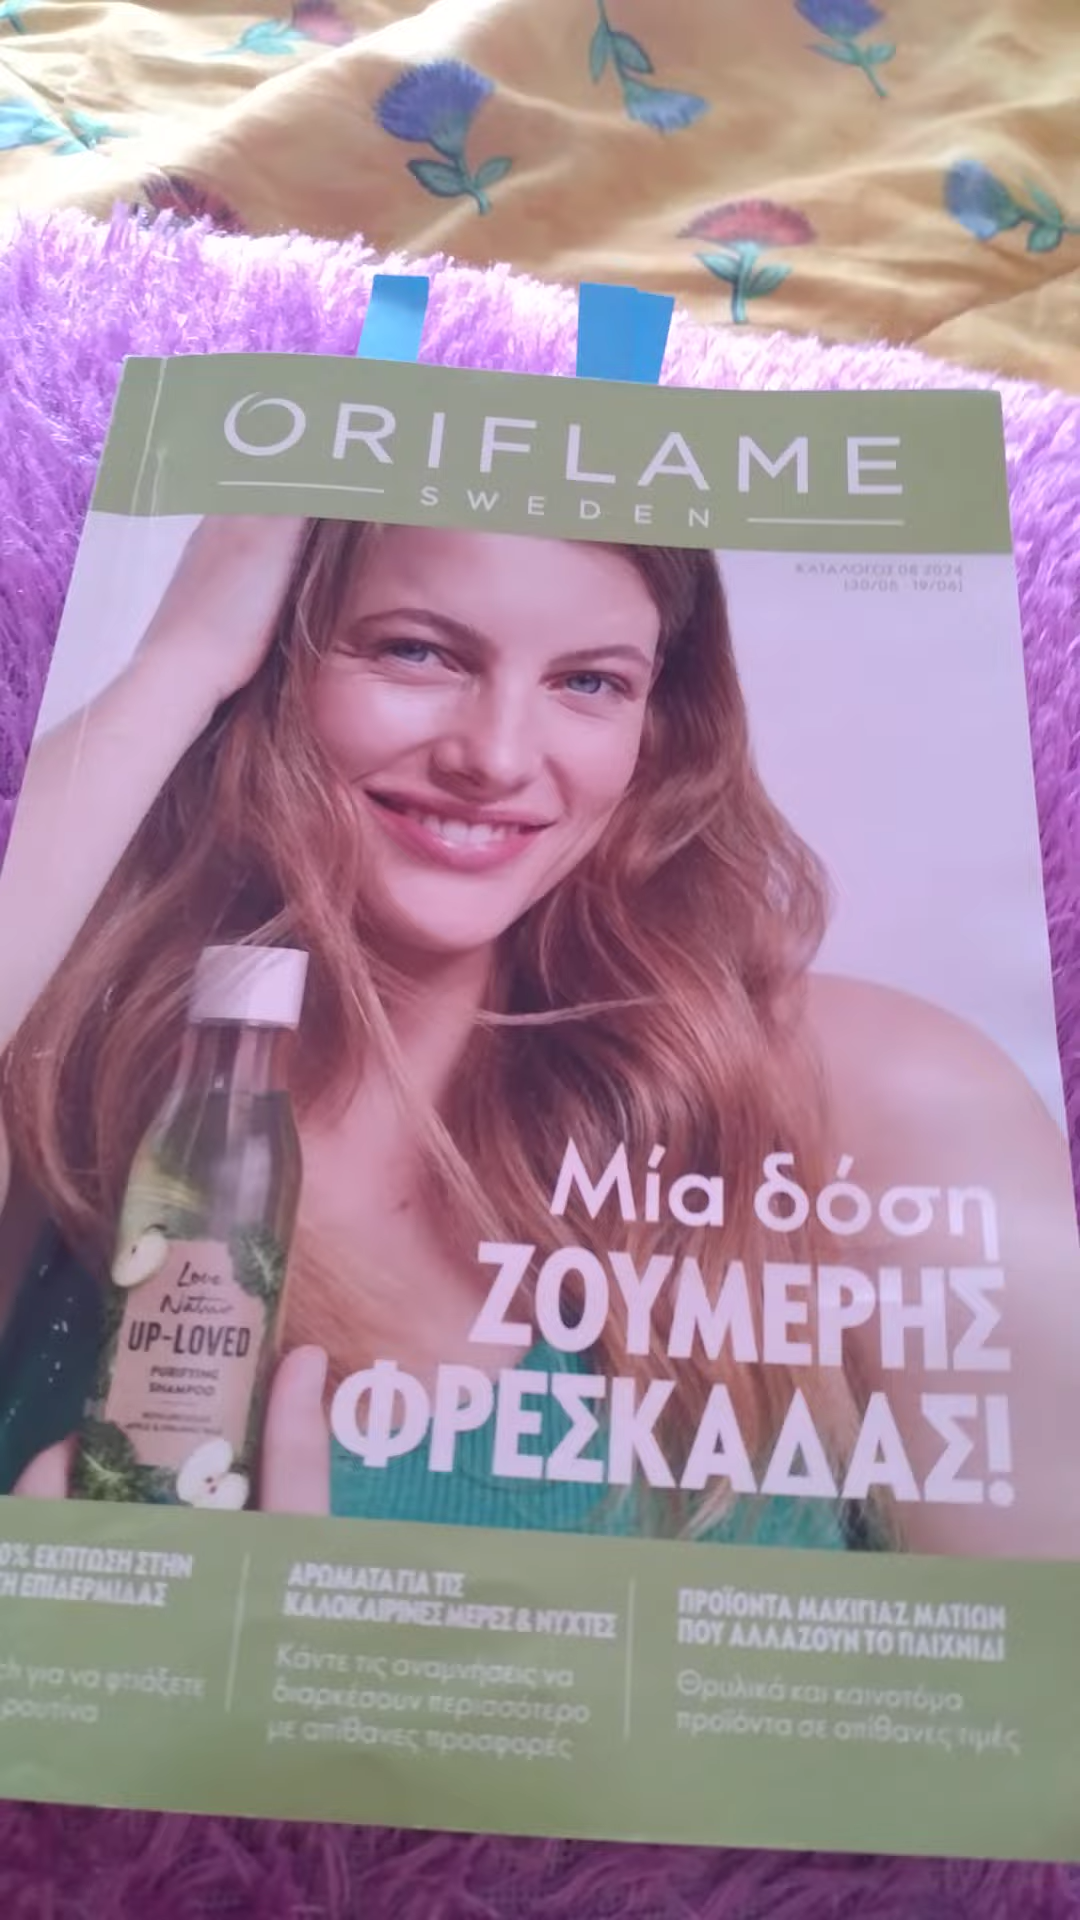 ORIFLAME
SWEDEN
ΚΑΤΑΛΟΓΟΣ 08 2024
(30/05 - 19/06)
Μία δόση
ΖΟΥΜΕΡΗΣ
ΦΡΕΣΚΑΔΑΣ!
Love
Nature
UP-LOVED
PURIFYING
SHAMPOO
0% ΕΚΠΤΩΣΗ ΣΤΗΝ
ΤΗ ΕΠΙΔΕΡΜΙΔΑΣ
για να φτιάξετε
ρουτίνα
ΑΡΩΜΑΤΑ ΓΙΑ ΤΙΣ
ΚΑΛΟΚΑΙΡΙΝΕΣ ΜΕΡΕΣ & ΝΥΧΤΕΣ
Κάντε τις αναμνήσεις να
διαρκέσουν περισσότερο
με απίθανες προσφορές
ΠΡΟΪΟΝΤΑ ΜΑΚΙΓΙΑΖ ΜΑΤΙΩΝ
ΠΟΥ ΑΛΛΑΖΟΥΝ ΤΟ ΠΑΙΧΝΙΔΙ
Θρυλικά και καινοτόμα
προϊόντα σε απίθανες τιμές